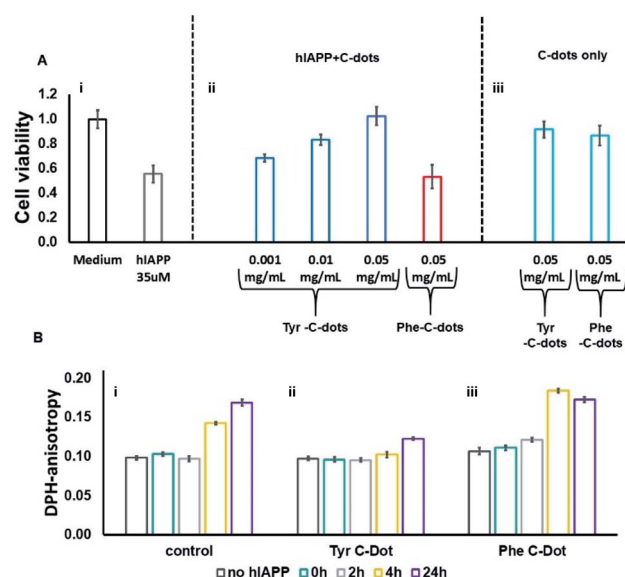 hIAPP+C-dots
C-dots only
A
i
ii
iii
Cell viability
1.2
1.0
0.8
0.6
0.4
0.2
0.0
Medium
hIAPP
35uM
0.001
mg/mL
0.01
mg/mL
0.05
mg/mL
0.05
mg/mL
0.05
mg/mL
0.05
mg/mL
Tyr -C-dots
Phe-C-dots
Tyr
-C-dots
Phe
-C-dots
B
i
ii
iii
DPH-anisotropy
0.20
0.15
0.10
0.05
0.00
control
Tyr C-Dot
Phe C-Dot
no hIAPP 0h 2h 4h 24h